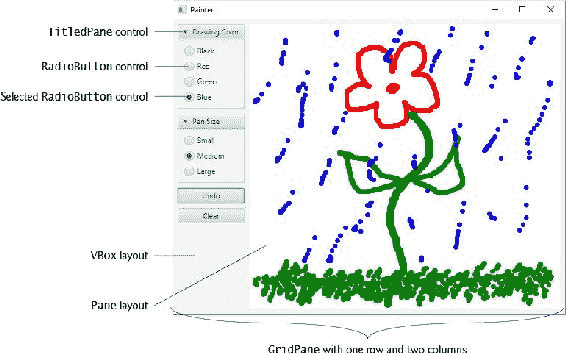 Painter
TitledPane control
Drawing Color
Black
RadioButton control
Red
Green
Selected RadioButton control
Blue
Pen Size
Small
Medium
Large
Undo
Clear
VBox layout
Pane layout
GridPane with one row and two columns